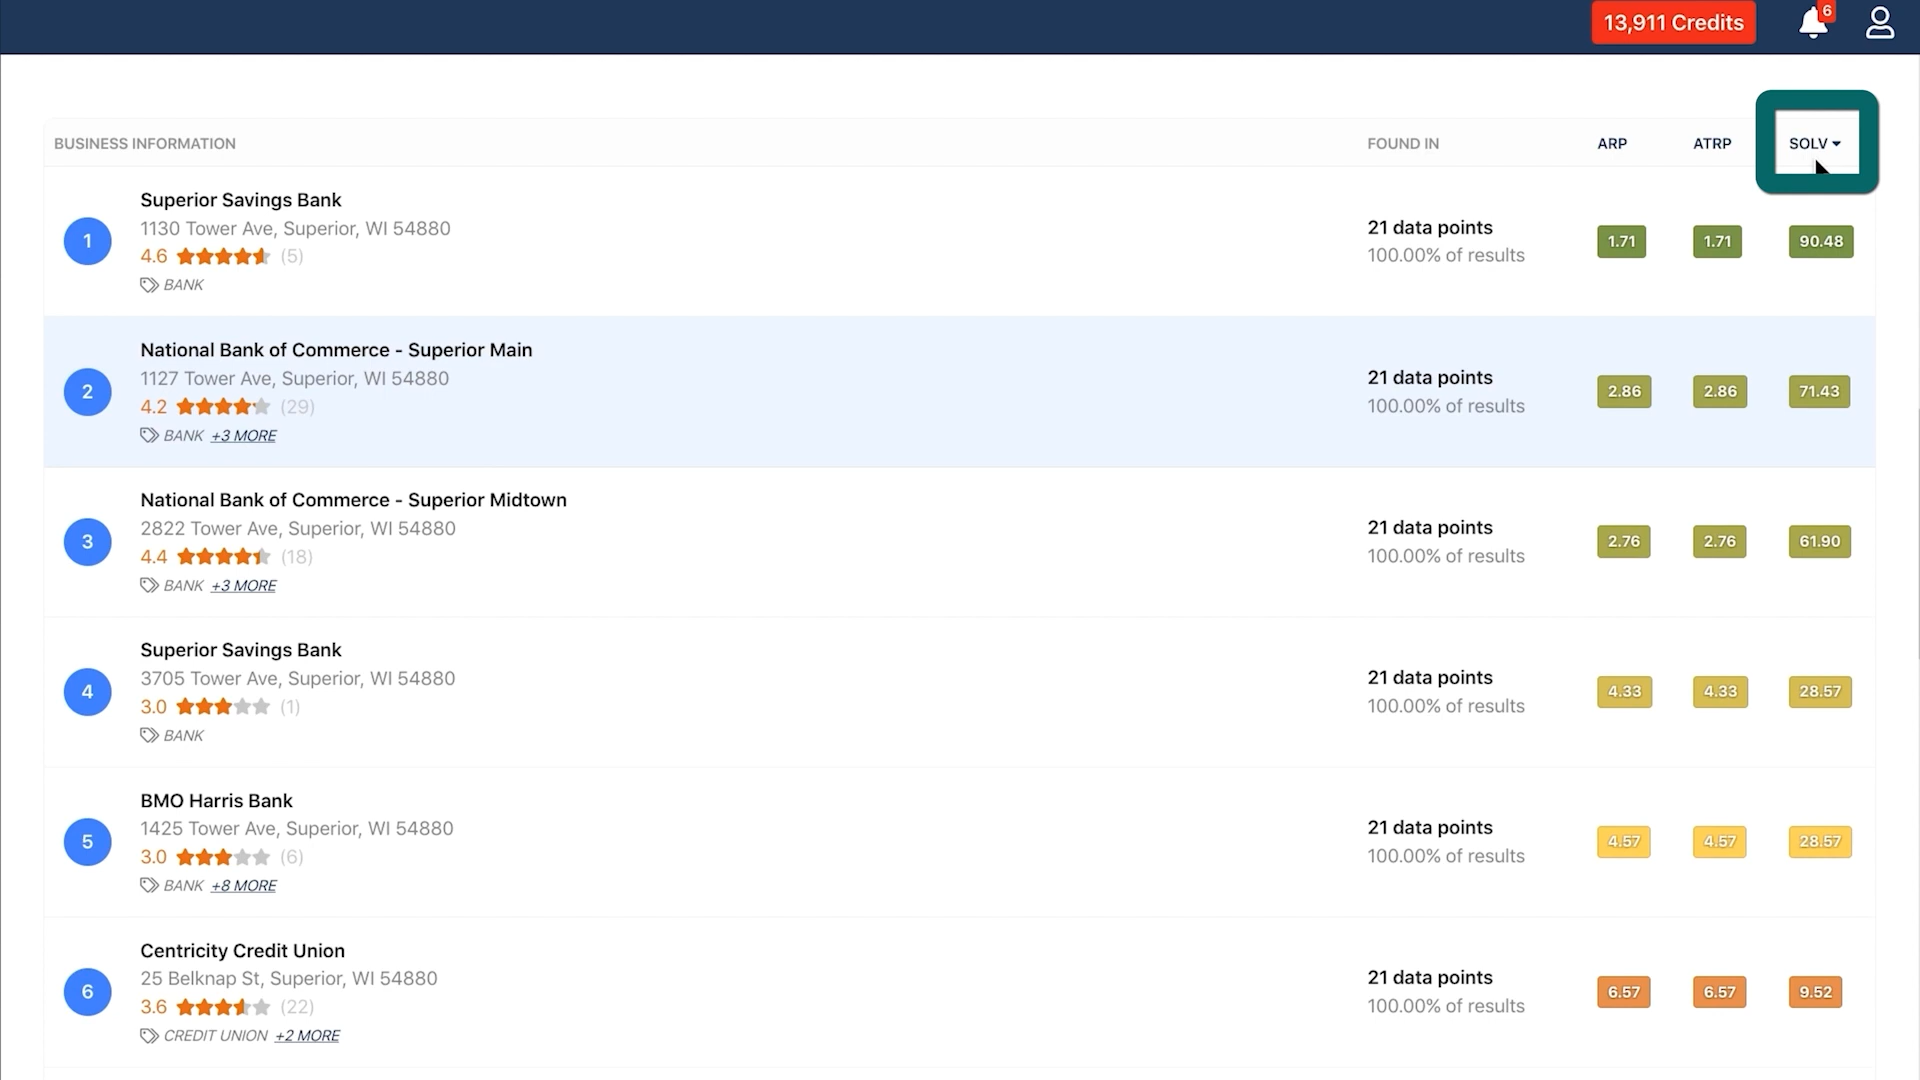 13,911 Credits
6
BUSINESS INFORMATION
FOUND IN
ARP
ATRP
SOLV
1
Superior Savings Bank
1130 Tower Ave, Superior, WI 54880
4.6 (5)
BANK
21 data points
100.00% of results
1.71
1.71
90.48
2
National Bank of Commerce - Superior Main
1127 Tower Ave, Superior, WI 54880
4.2 (29)
BANK +3 MORE
21 data points
100.00% of results
2.86
2.86
71.43
3
National Bank of Commerce - Superior Midtown
2822 Tower Ave, Superior, WI 54880
4.4 (18)
BANK +3 MORE
21 data points
100.00% of results
2.76
2.76
61.90
4
Superior Savings Bank
3705 Tower Ave, Superior, WI 54880
3.0 (1)
BANK
21 data points
100.00% of results
4.33
4.33
28.57
5
BMO Harris Bank
1425 Tower Ave, Superior, WI 54880
3.0 (6)
BANK +8 MORE
21 data points
100.00% of results
4.57
4.57
28.57
6
Centricity Credit Union
25 Belknap St, Superior, WI 54880
3.6 (22)
CREDIT UNION +2 MORE
21 data points
100.00% of results
6.57
6.57
9.52